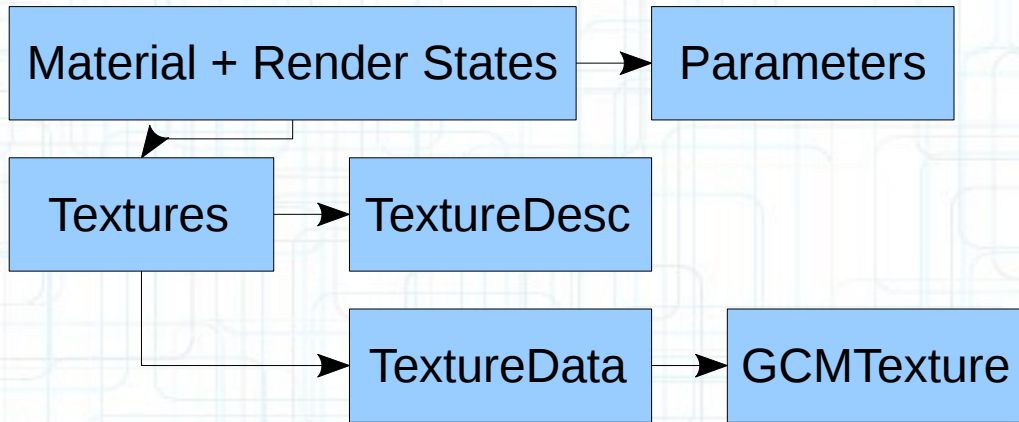 Material + Render States
Parameters
Textures
TextureDesc
TextureData
GCMTexture